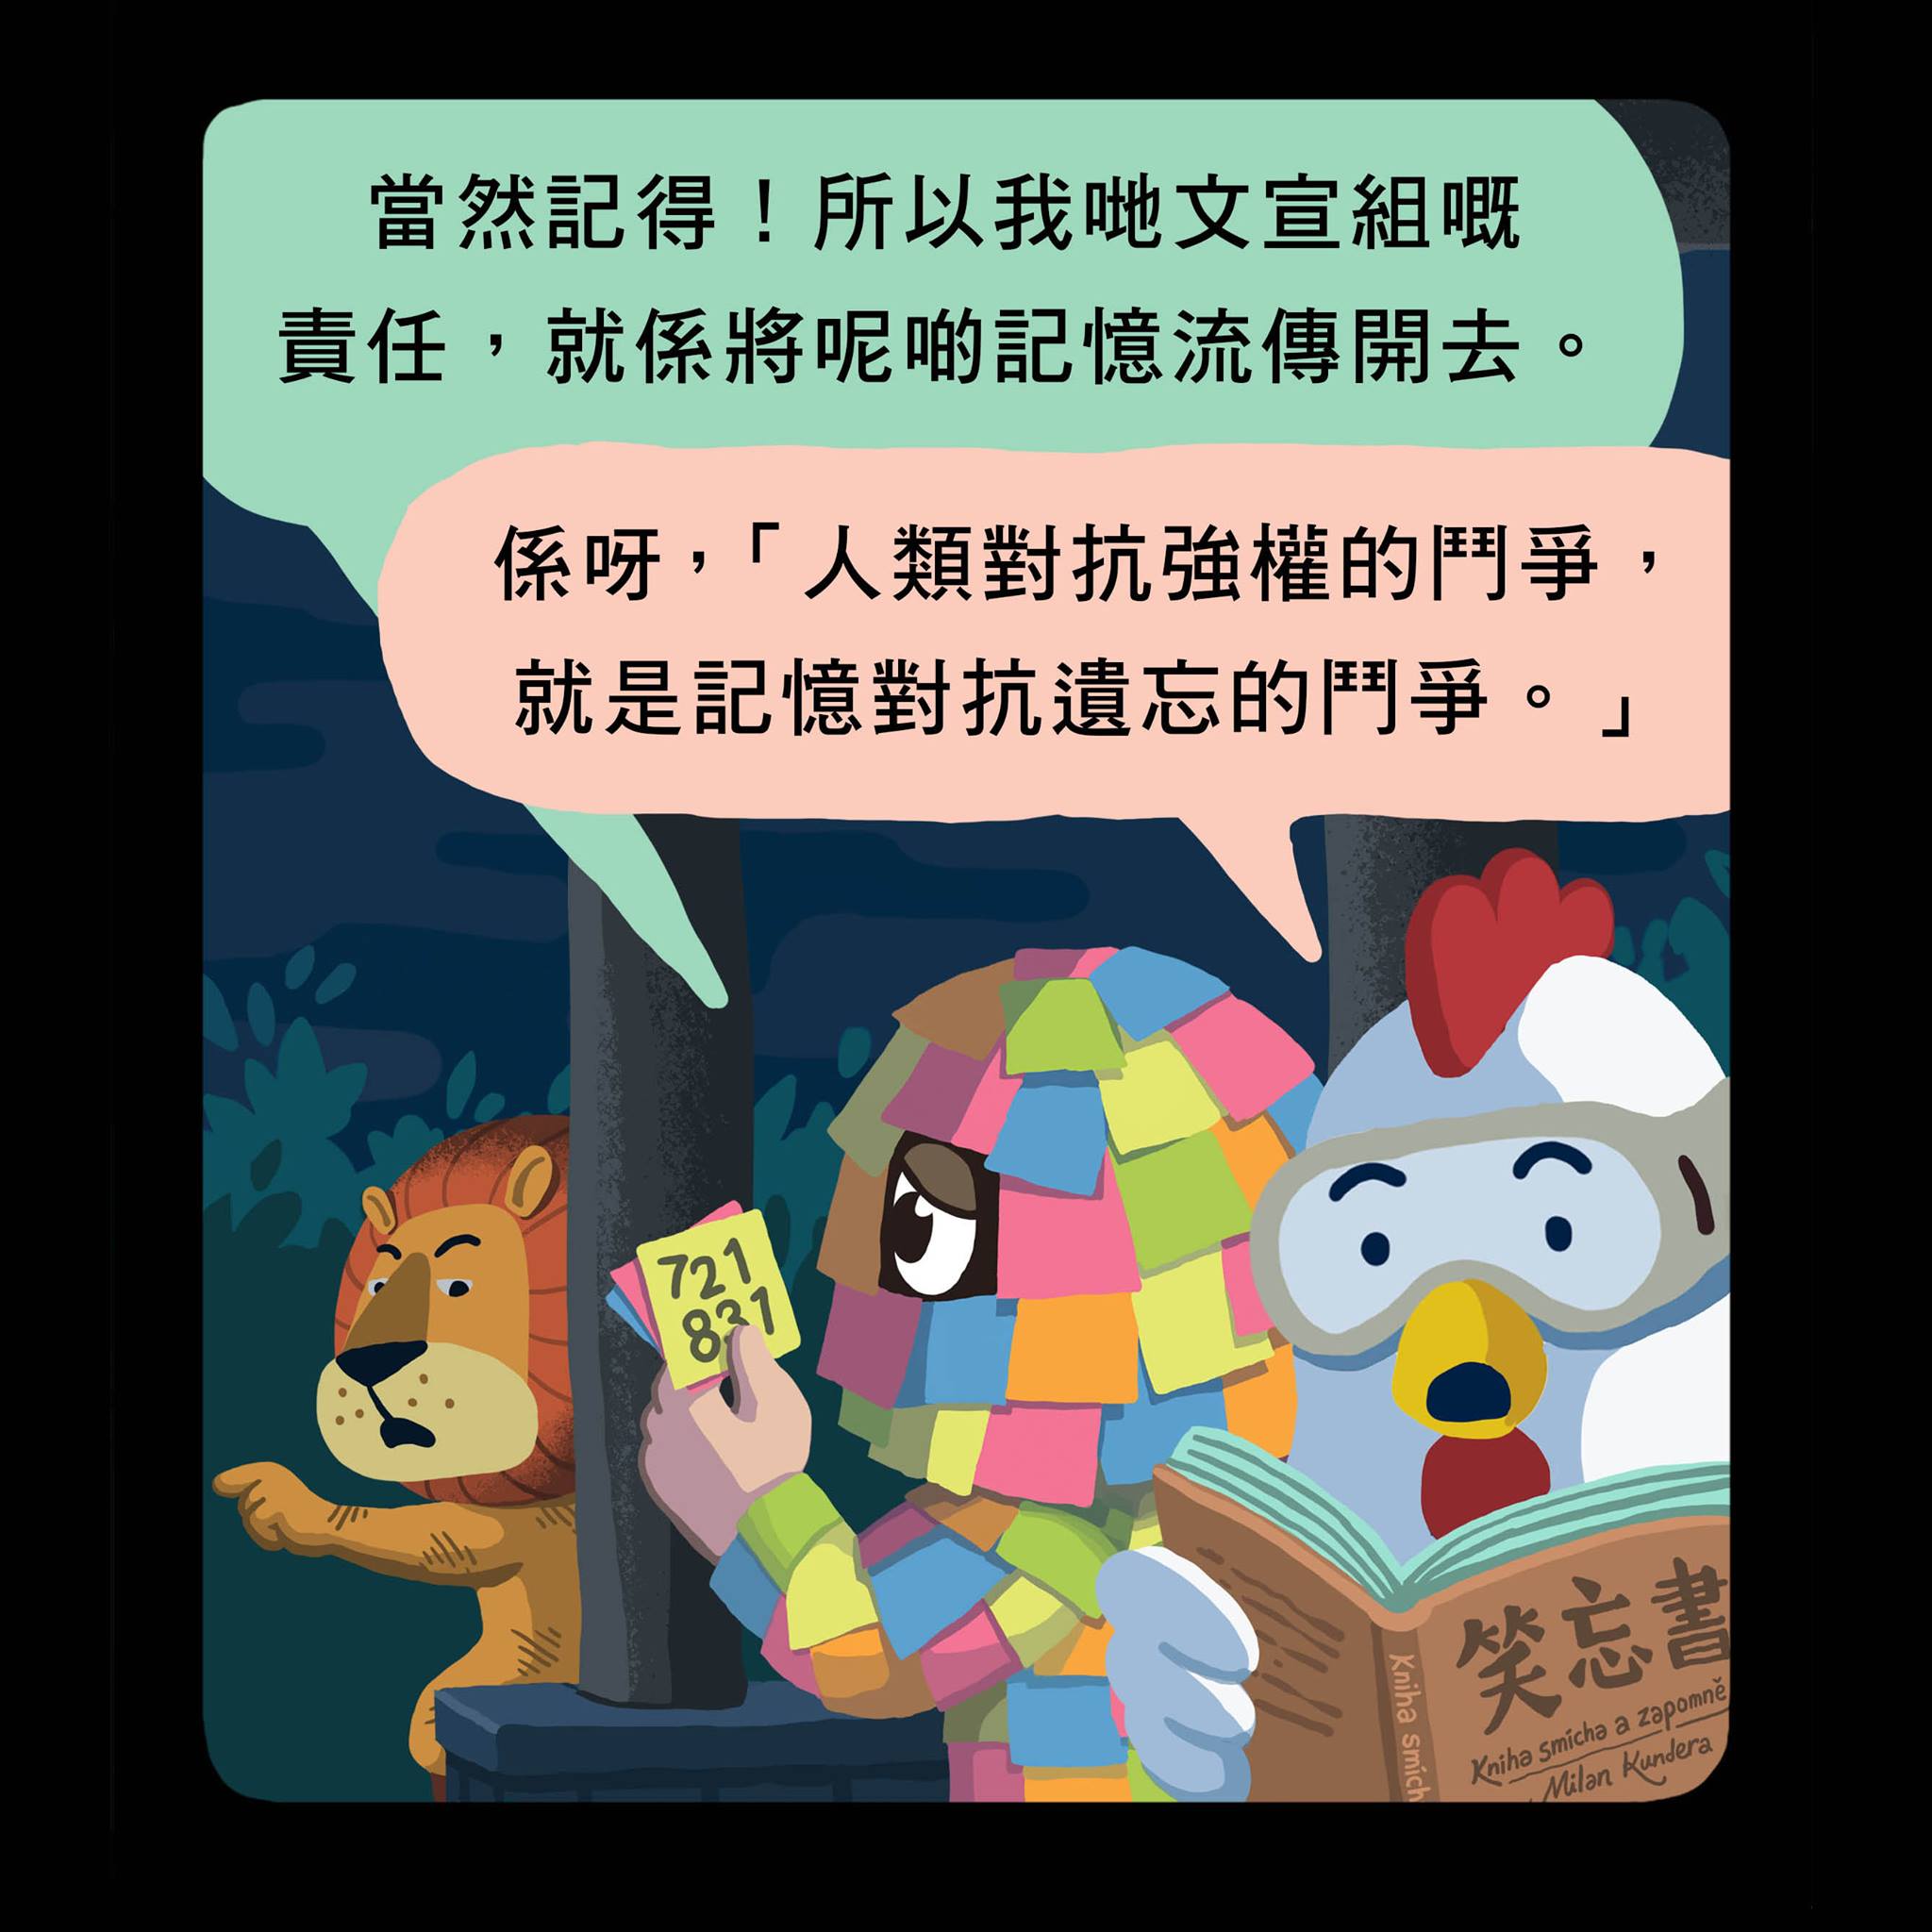 當然記得！所以我哋文宣組嘅
責任，就係將呢啲記憶流傳開去。
係呀，「人類對抗強權的鬥爭，
就是記憶對抗遺忘的鬥爭。」
721
831
笑忘書
Kniha smícha a zapomně
Milan Kundera
Kniha smích